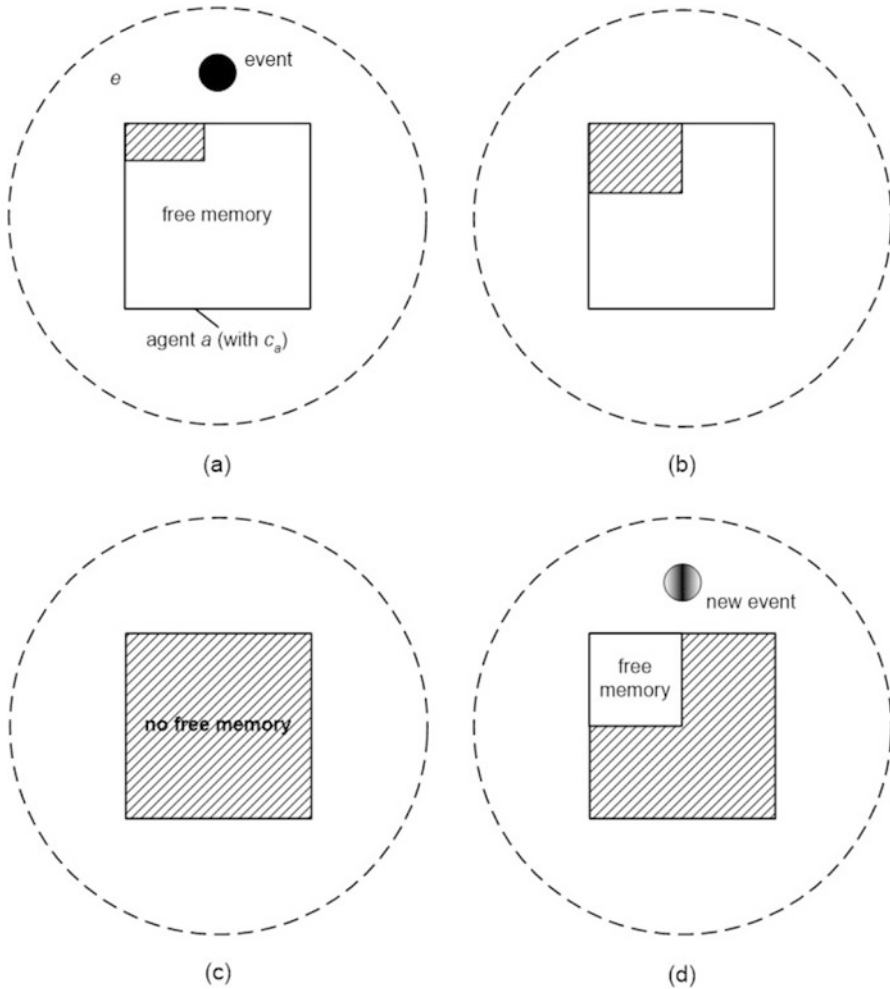 event
e
free memory
agent a (with cₐ)
(a)
(b)
no free memory
(c)
new event
free
memory
(d)